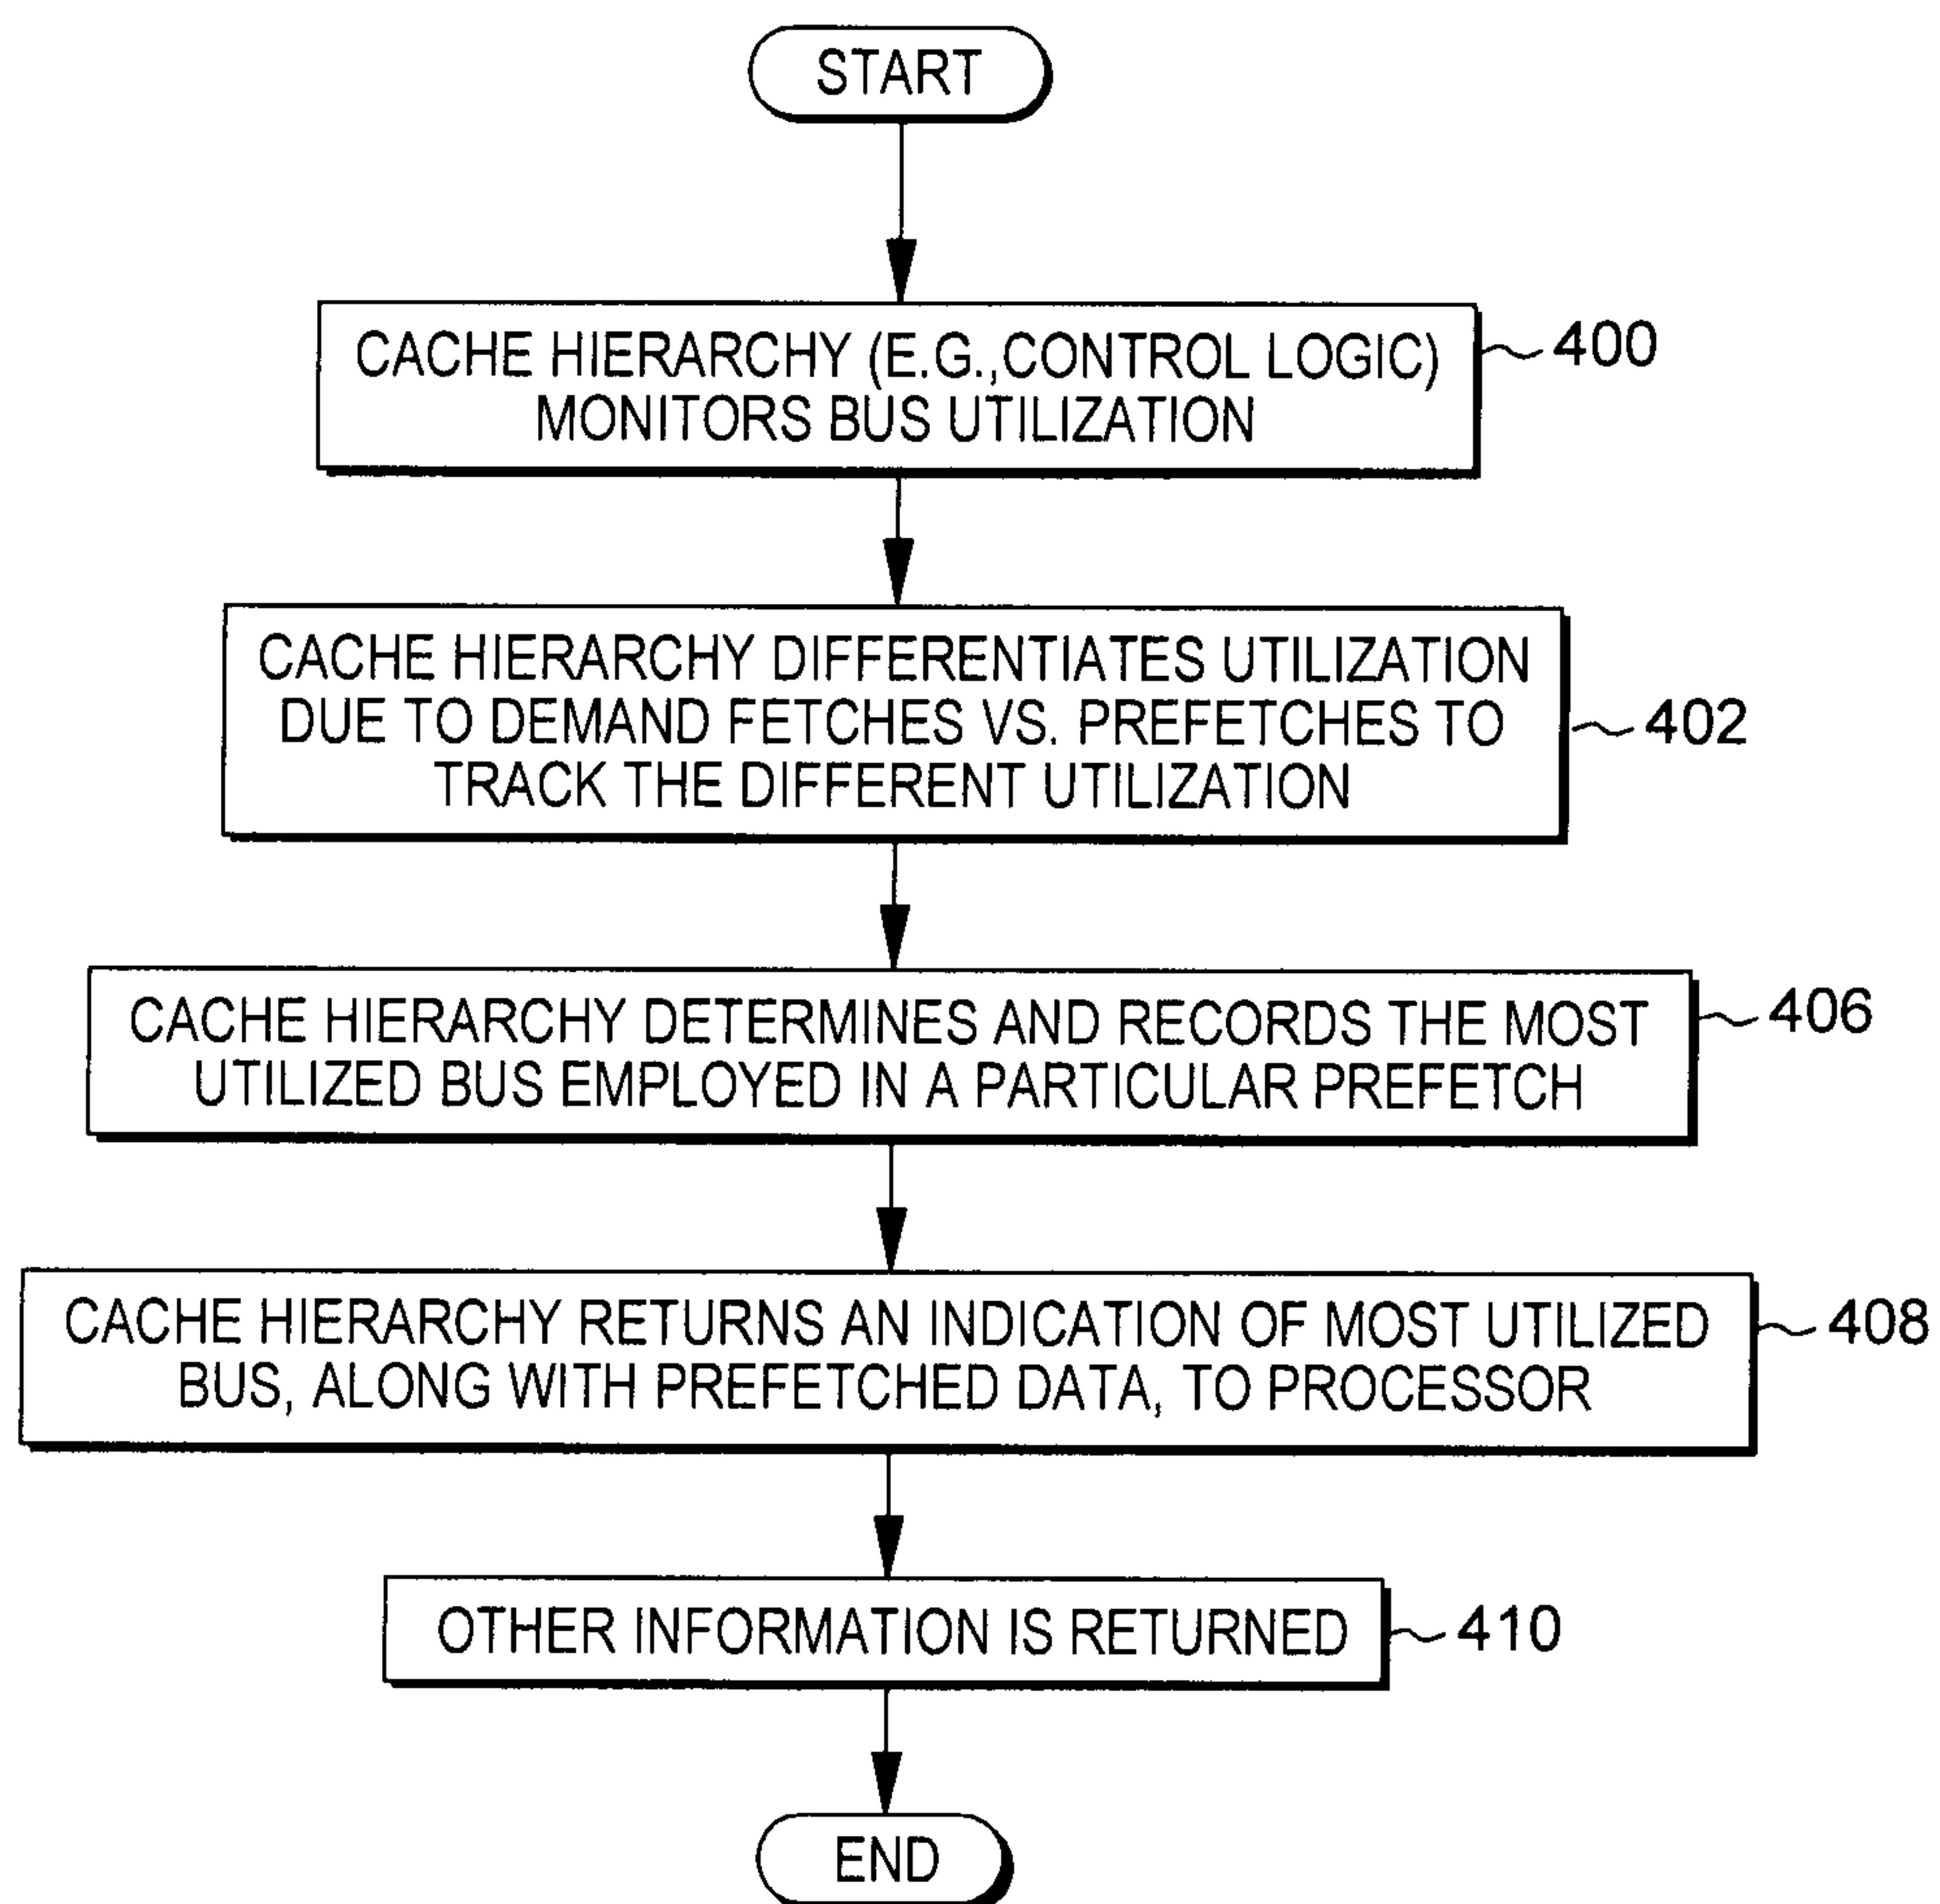 START
CACHE HIERARCHY (E.G.,CONTROL LOGIC)
MONITORS BUS UTILIZATION
400
CACHE HIERARCHY DIFFERENTIATES UTILIZATION
DUE TO DEMAND FETCHES VS. PREFETCHES TO
TRACK THE DIFFERENT UTILIZATION
402
CACHE HIERARCHY DETERMINES AND RECORDS THE MOST
UTILIZED BUS EMPLOYED IN A PARTICULAR PREFETCH
406
CACHE HIERARCHY RETURNS AN INDICATION OF MOST UTILIZED
BUS, ALONG WITH PREFETCHED DATA, TO PROCESSOR
408
OTHER INFORMATION IS RETURNED
410
END